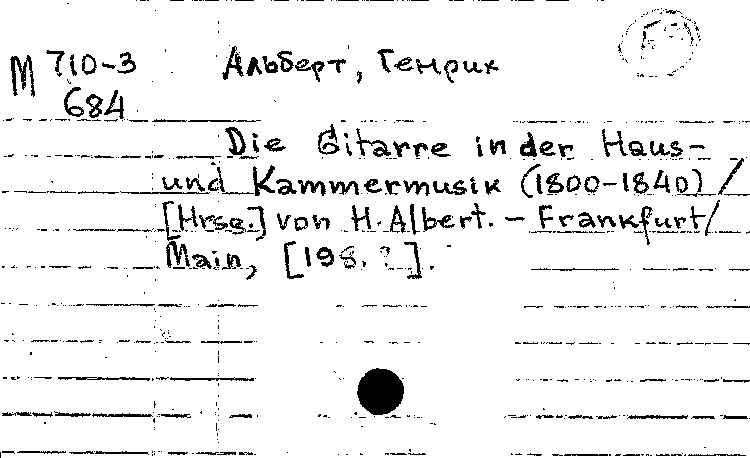 M 710-3 Альберт, Генрих
684
Die Gitarre in der Haus-
und Kammermusik (1800-1840) /
[Hrsg.] von H. Albert. - Frankfurt/
Main, [198. ?].